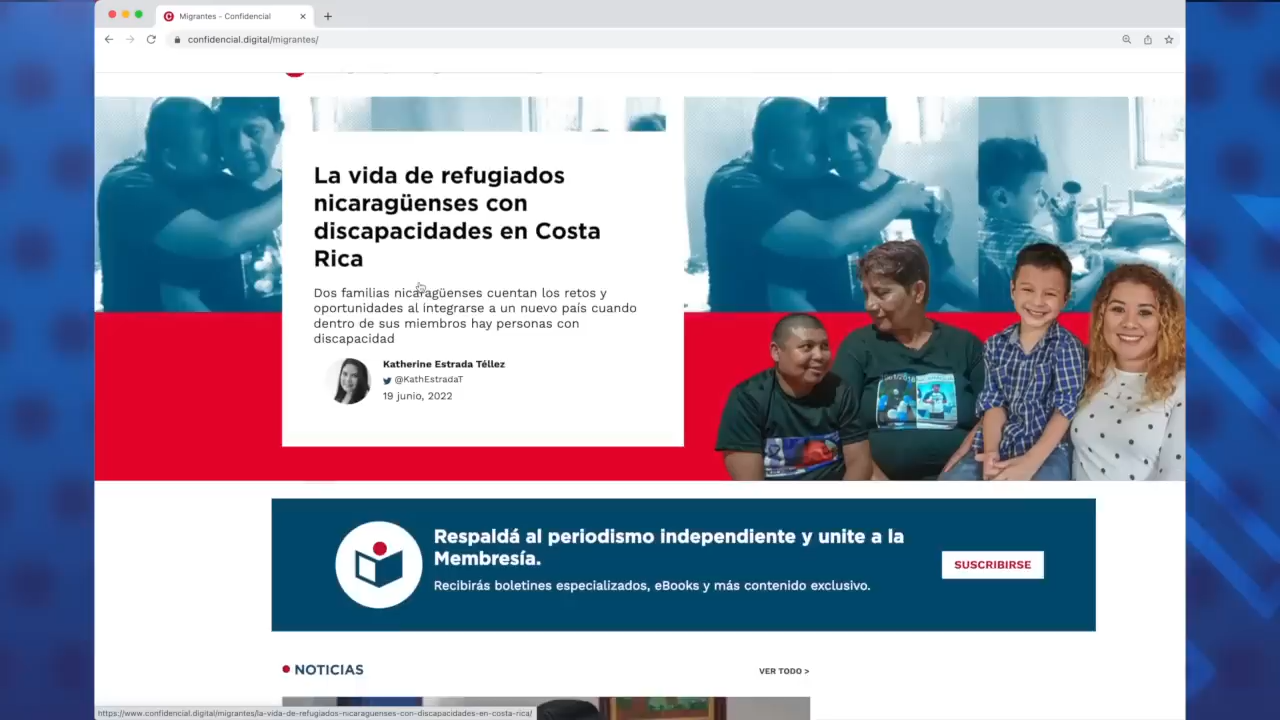 Migrantes - Confidencial
confidencial.digital/migrantes/
La vida de refugiados
nicaragüenses con
discapacidades en Costa
Rica
Dos familias nicaragüenses cuentan los retos y
oportunidades al integrarse a un nuevo país cuando
dentro de sus miembros hay personas con
discapacidad
Katherine Estrada Téllez
@KathEstradaT
19 junio, 2022
Respaldá al periodismo independiente y unite a la
Membresía.
Recibirás boletines especializados, eBooks y más contenido exclusivo.
SUSCRIBIRSE
NOTICIAS
VER TODO >
https://www.confidencial.digital/migrantes/la-vida-de-refugiados-nicaraguenses-con-discapacidades-en-costa-rica/